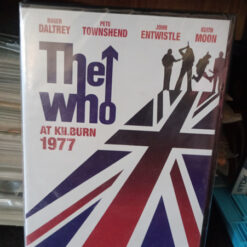 ROGER DALTREY
PETE TOWNSHEND
JOHN ENTWISTLE
KEITH MOON
The
WHO
AT KILBURN
1977